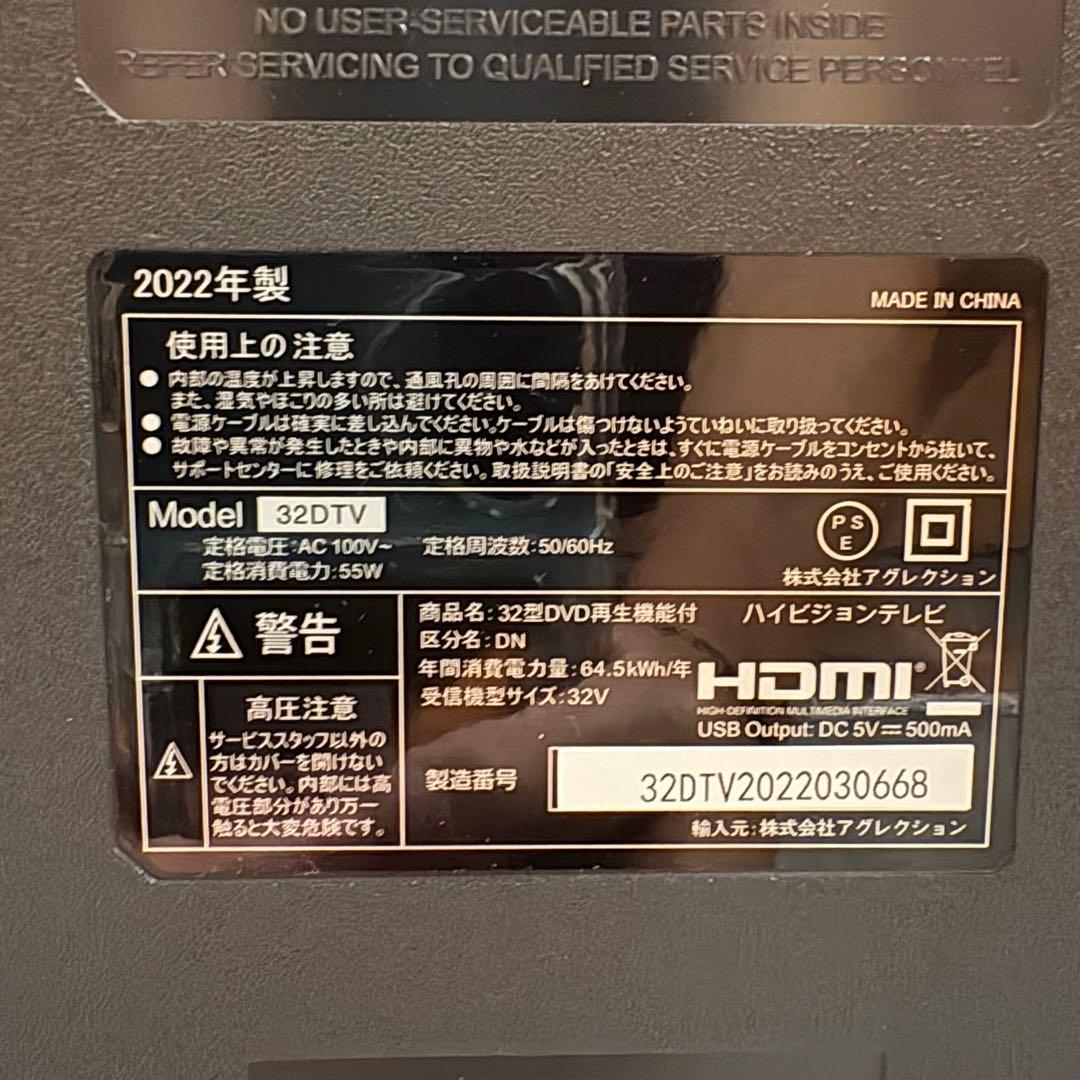 NO USER-SERVICEABLE PARTS INSIDE
REFER SERVICING TO QUALIFIED SERVICE PERSONNEL
2022年製
MADE IN CHINA
使用上の注意
● 内部の温度が上昇しますので、通風孔の周囲に間隔をあけてください。
また、湿気やほこりの多い所は避けてください。
● 電源ケーブルは確実に差し込んでください。ケーブルは傷つけないようていねいに取り扱ってください。
● 故障や異常が発生したときや内部に異物や水などが入ったときは、すぐに電源ケーブルをコンセントから抜いて、
サポートセンターに修理をご依頼ください。取扱説明書の「安全上のご注意」をお読みのうえ、ご使用ください。
Model 32DTV
定格電圧:AC 100V~ 定格周波数:50/60Hz
定格消費電力:55W
PS
E
株式会社アグレクション
警告
高圧注意
サービススタッフ以外の
方はカバーを開けない
でください。内部には高
電圧部分があり万一
触ると大変危険です。
商品名:32型DVD再生機能付 ハイビジョンテレビ
区分名:DN
年間消費電力量:64.5kWh/年
受信機型サイズ:32V
HDMI®
HIGH-DEFINITION MULTIMEDIA INTERFACE
USB Output: DC 5V⎓500mA
製造番号 32DTV2022030668
輸入元:株式会社アグレクション